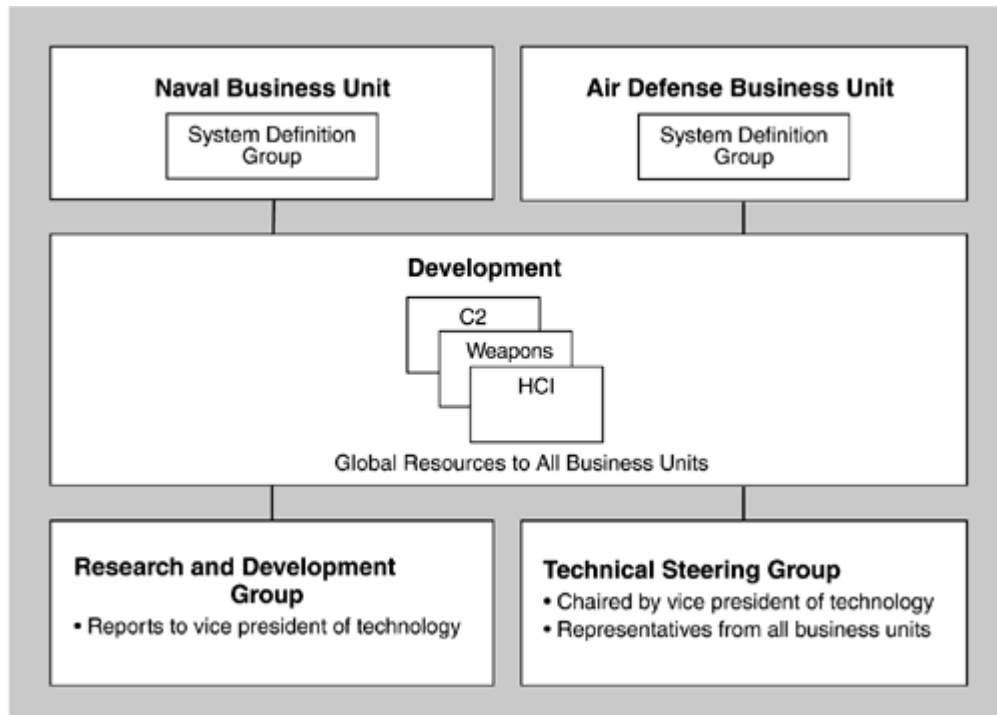 Naval Business Unit
System Definition
Group
Air Defense Business Unit
System Definition
Group
Development
C2
Weapons
HCI
Global Resources to All Business Units
Research and Development
Group
• Reports to vice president of technology
Technical Steering Group
• Chaired by vice president of technology
• Representatives from all business units